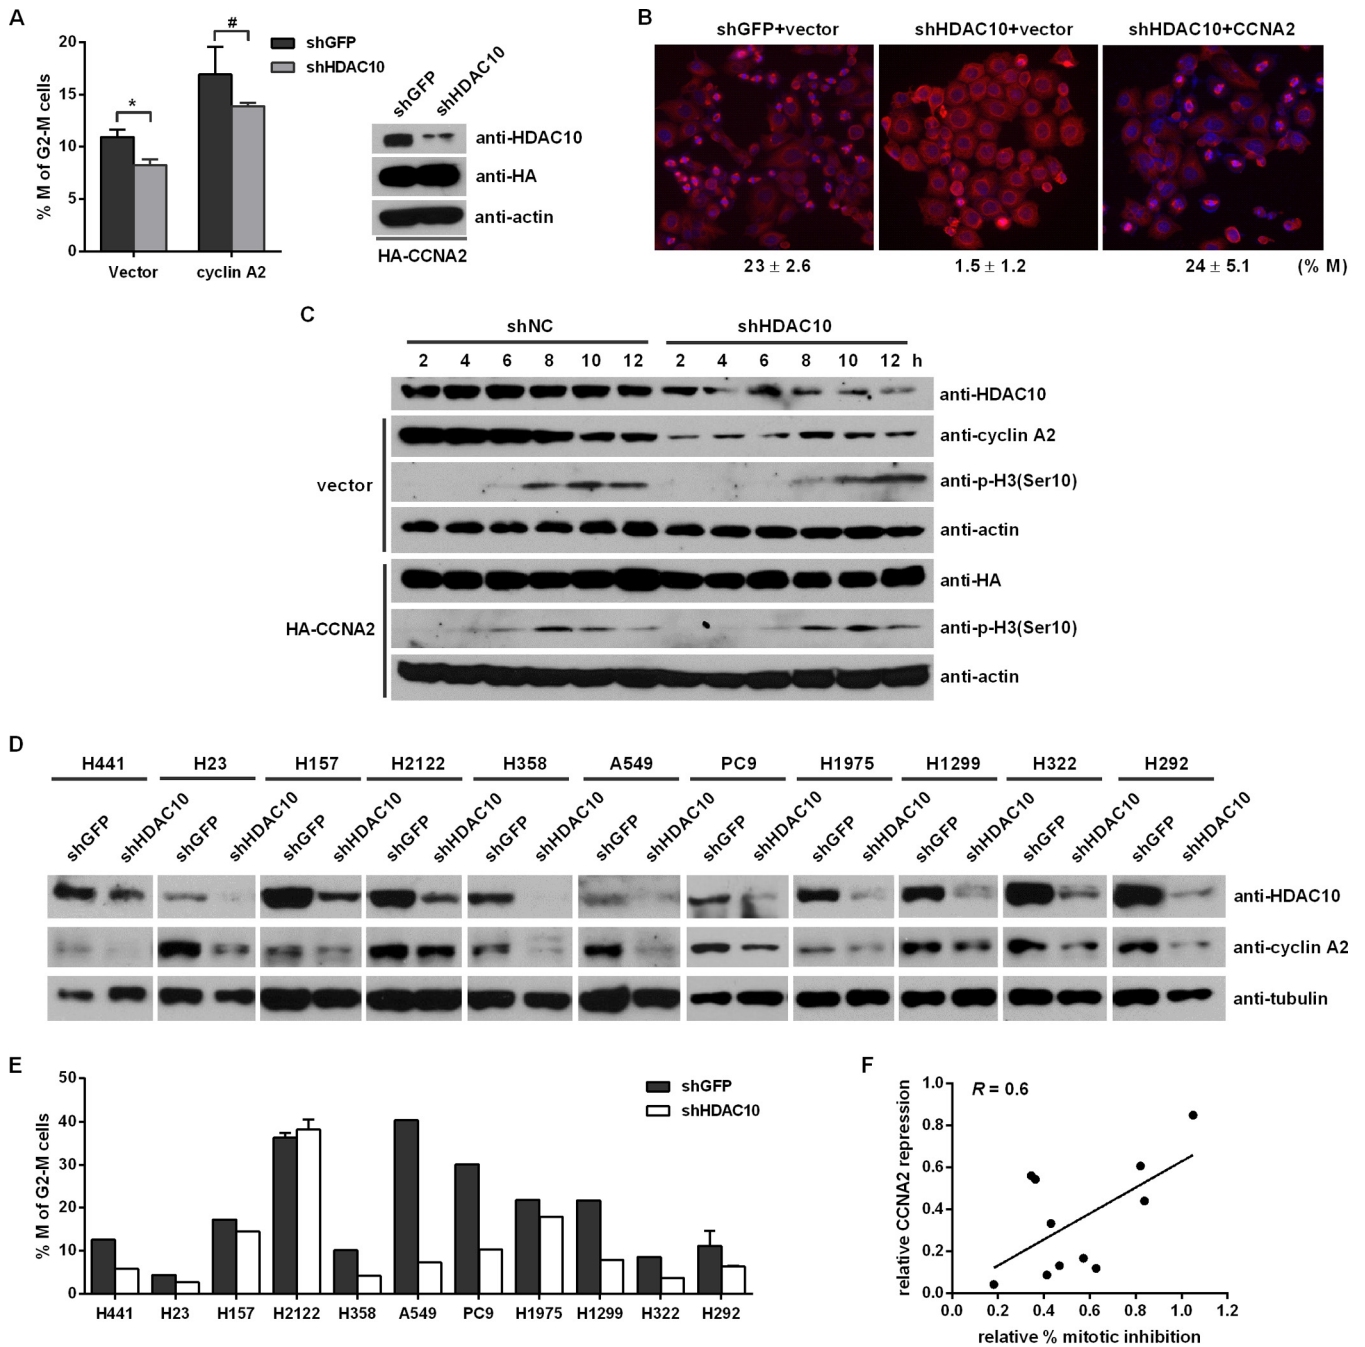 A
20
15
10
5
0
% M of G2-M cells
*
#
shGFP
shHDAC10
Vector
cyclin A2
shGFP
shHDAC10
anti-HDAC10
anti-HA
anti-actin
HA-CCNA2
B
shGFP+vector
shHDAC10+vector
shHDAC10+CCNA2
23 ± 2.6
1.5 ± 1.2
24 ± 5.1
(% M)
C
shNC
shHDAC10
2 4 6 8 10 12 2 4 6 8 10 12 h
anti-HDAC10
vector
anti-cyclin A2
anti-p-H3(Ser10)
anti-actin
HA-CCNA2
anti-HA
anti-p-H3(Ser10)
anti-actin
D
H441 H23 H157 H2122 H358 A549 PC9 H1975 H1299 H322 H292
shGFP shHDAC10 shGFP shHDAC10 shGFP shHDAC10 shGFP shHDAC10 shGFP shHDAC10 shGFP shHDAC10 shGFP shHDAC10 shGFP shHDAC10 shGFP shHDAC10 shGFP shHDAC10 shGFP shHDAC10
anti-HDAC10
anti-cyclin A2
anti-tubulin
E
50
40
30
20
10
0
% M of G2-M cells
shGFP
shHDAC10
H441 H23 H157 H2122 H358 A549 PC9 H1975 H1299 H322 H292
F
R = 0.6
1.0
0.8
0.6
0.4
0.2
0.0
relative CCNA2 repression
0.0 0.2 0.4 0.6 0.8 1.0 1.2
relative % mitotic inhibition